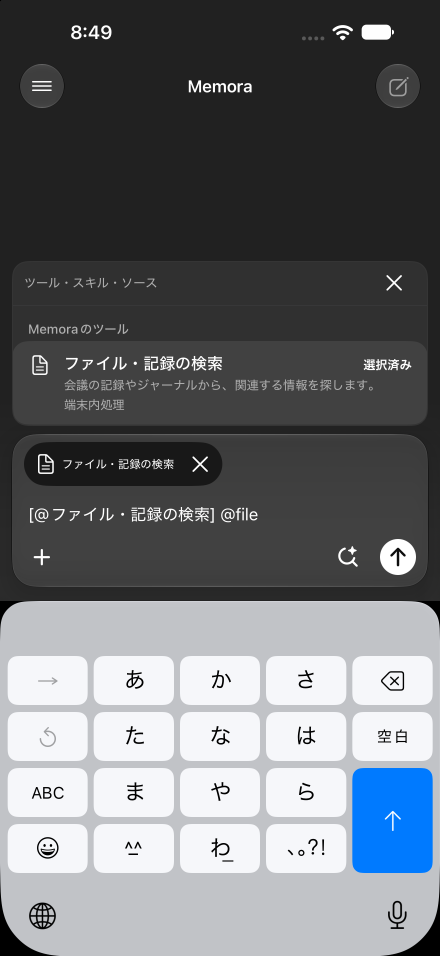 8:49
Memora
ツール・スキル・ソース
Memoraのツール
ファイル・記録の検索
選択済み
会議の記録やジャーナルから、関連する情報を探します。
端末内処理
ファイル・記録の検索
[@ファイル・記録の検索] @file
→ あ か さ
た な は 空白
ABC ま や ら
^^ わ_ 、。?!